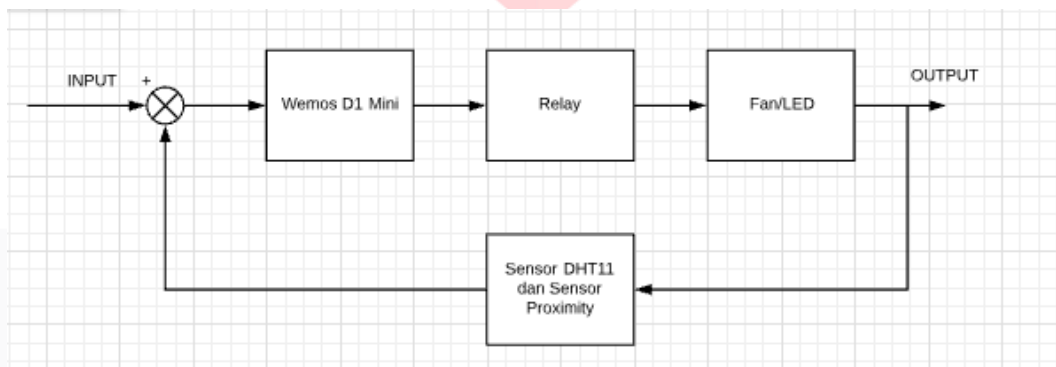 INPUT
+
Wemos D1 Mini
Relay
Fan/LED
OUTPUT
Sensor DHT11
dan Sensor
Proximity